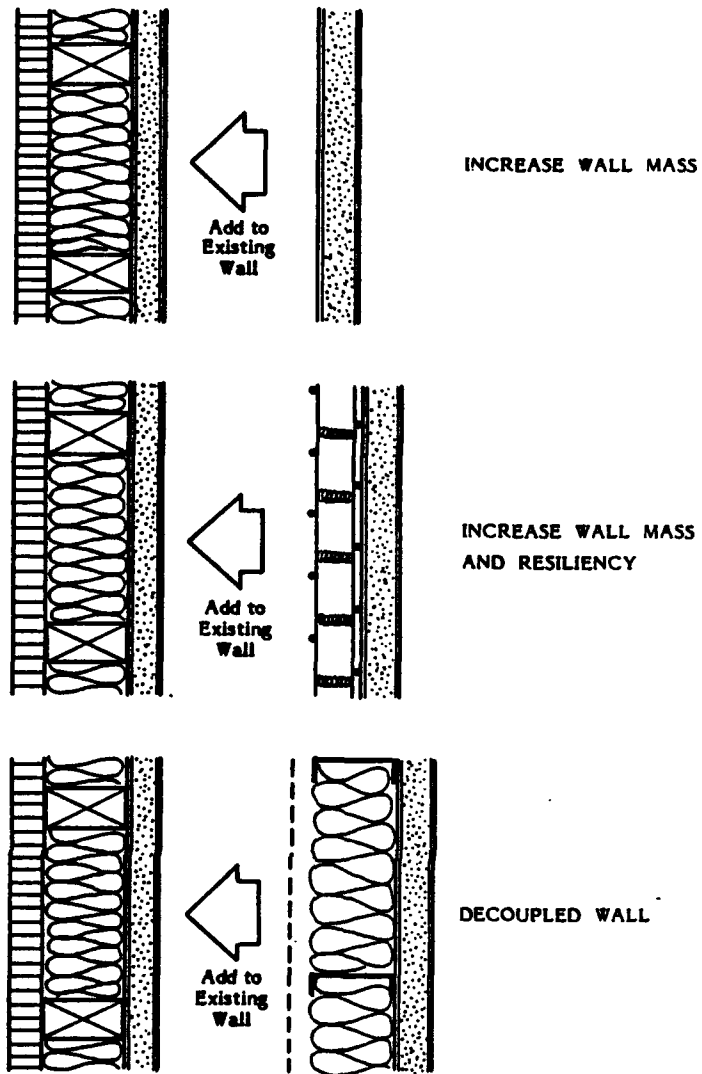 INCREASE WALL MASS
Add to
Existing
Wall
INCREASE WALL MASS
AND RESILIENCY
Add to
Existing
Wall
DECOUPLED WALL
Add to
Existing
Wall